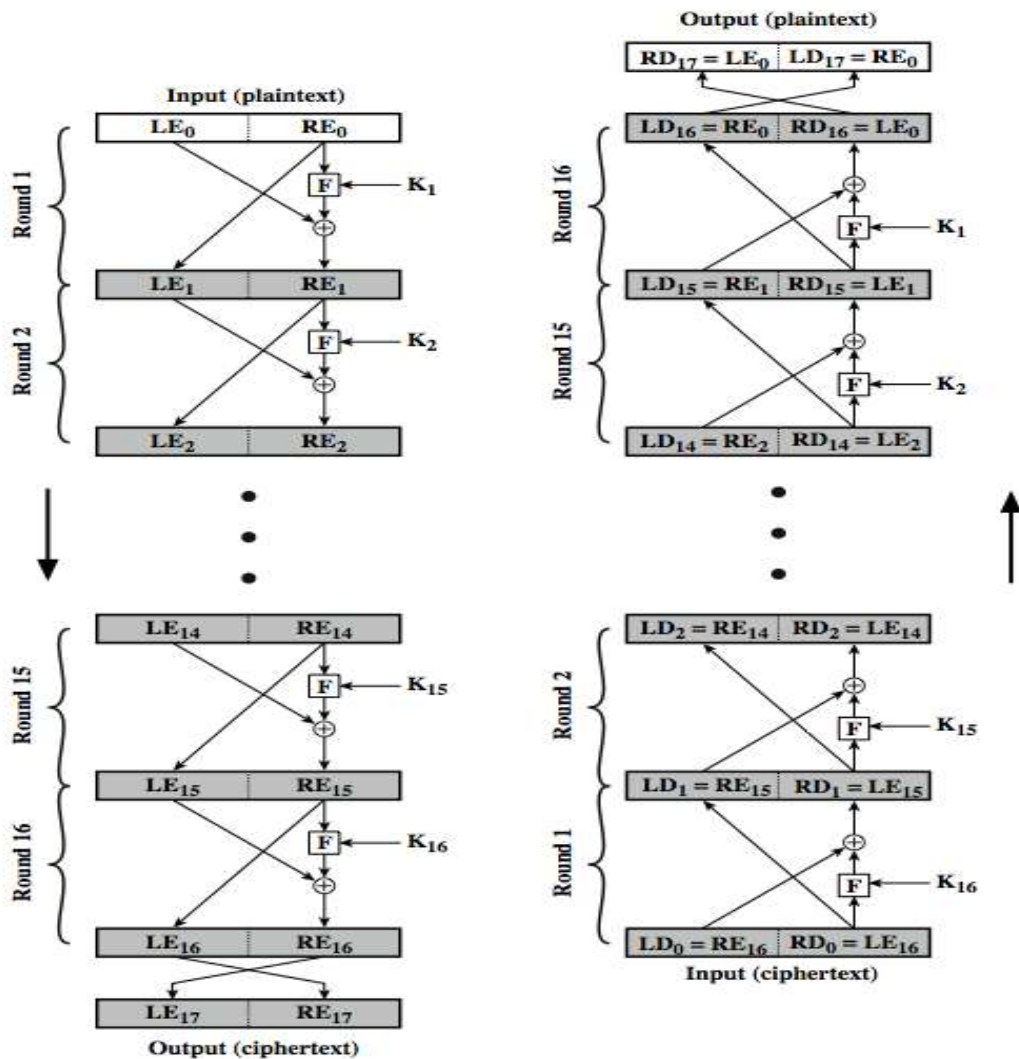 Input (plaintext)
LE₀ RE₀
Round 1
F
K₁
LE₁ RE₁
Round 2
F
K₂
LE₂ RE₂
LE₁₄ RE₁₄
Round 15
F
K₁₅
LE₁₅ RE₁₅
Round 16
F
K₁₆
LE₁₆ RE₁₆
LE₁₇ RE₁₇
Output (ciphertext)
Output (plaintext)
RD₁₇ = LE₀ LD₁₇ = RE₀
LD₁₆ = RE₀ RD₁₆ = LE₀
Round 16
F
K₁
LD₁₅ = RE₁ RD₁₅ = LE₁
Round 15
F
K₂
LD₁₄ = RE₂ RD₁₄ = LE₂
LD₂ = RE₁₄ RD₂ = LE₁₄
Round 2
F
K₁₅
LD₁ = RE₁₅ RD₁ = LE₁₅
Round 1
F
K₁₆
LD₀ = RE₁₆ RD₀ = LE₁₆
Input (ciphertext)